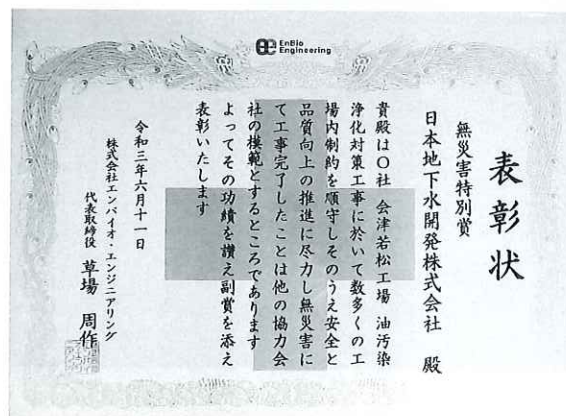 EnBio
Engineering
表彰状
無災害特別賞
日本地下水開発株式会社 殿
貴殿は〇社 会津若松工場 油汚染
浄化対策工事に於いて数多くの工
場内制約を順守しそのうえ安全と
品質向上の推進に尽力し無災害に
て工事完了したことは他の協力会
社の模範とするところであります
よってその功績を讃え副賞を添え
表彰いたします
令和三年六月十一日
株式会社エンバイオ・エンジニアリング
代表取締役 草場 周作